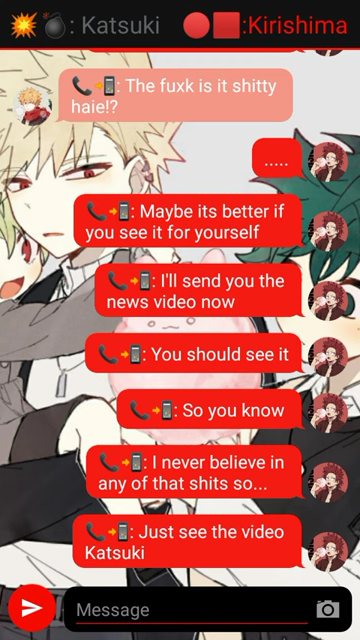 💥💣: Katsuki 🔴🟥:Kirishima
📞➡📱: The fuxk is it shitty
haie!?
.....
📞➡📱: Maybe its better if
you see it for yourself
📞➡📱: I'll send you the
news video now
📞➡📱: You should see it
📞➡📱: So you know
📞➡📱: I never believe in
any of that shits so...
📞➡📱: Just see the video
Katsuki
Message